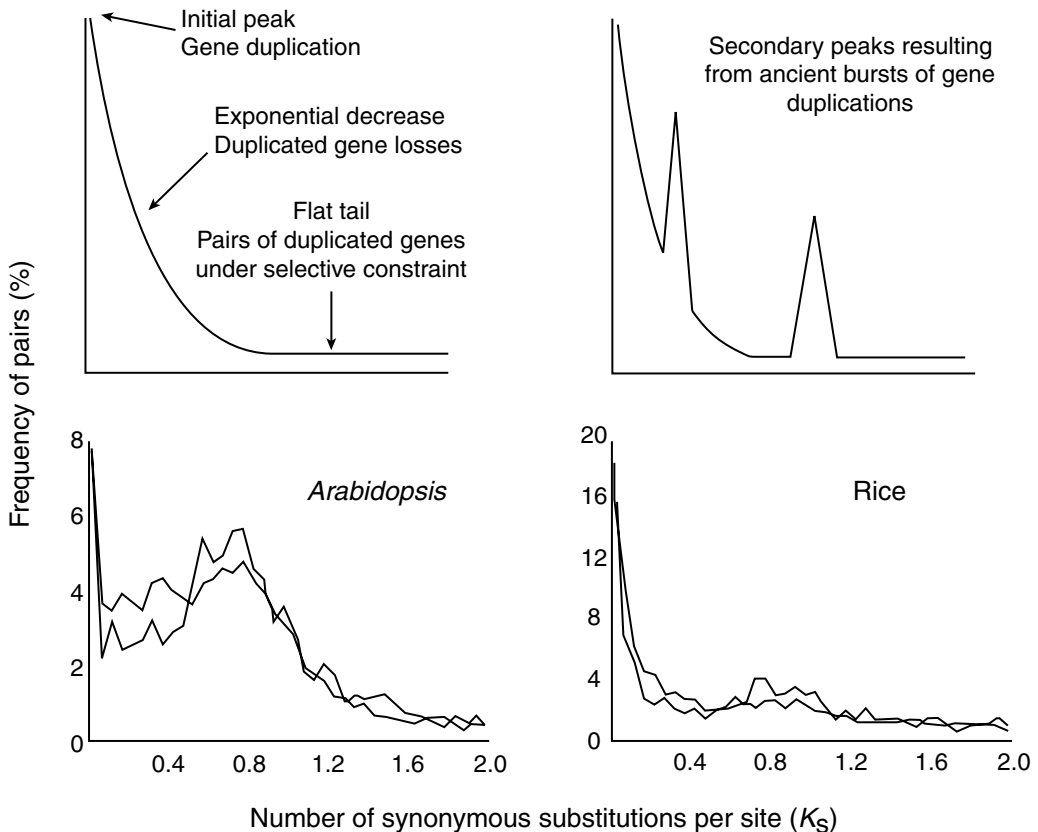 Initial peak
Gene duplication
Exponential decrease
Duplicated gene losses
Flat tail
Pairs of duplicated genes
under selective constraint
Secondary peaks resulting
from ancient bursts of gene
duplications
Frequency of pairs (%)
8
6
4
2
0
Arabidopsis
0.4 0.8 1.2 1.6 2.0
20
16
12
8
4
0
Rice
0.4 0.8 1.2 1.6 2.0
Number of synonymous substitutions per site (KS)